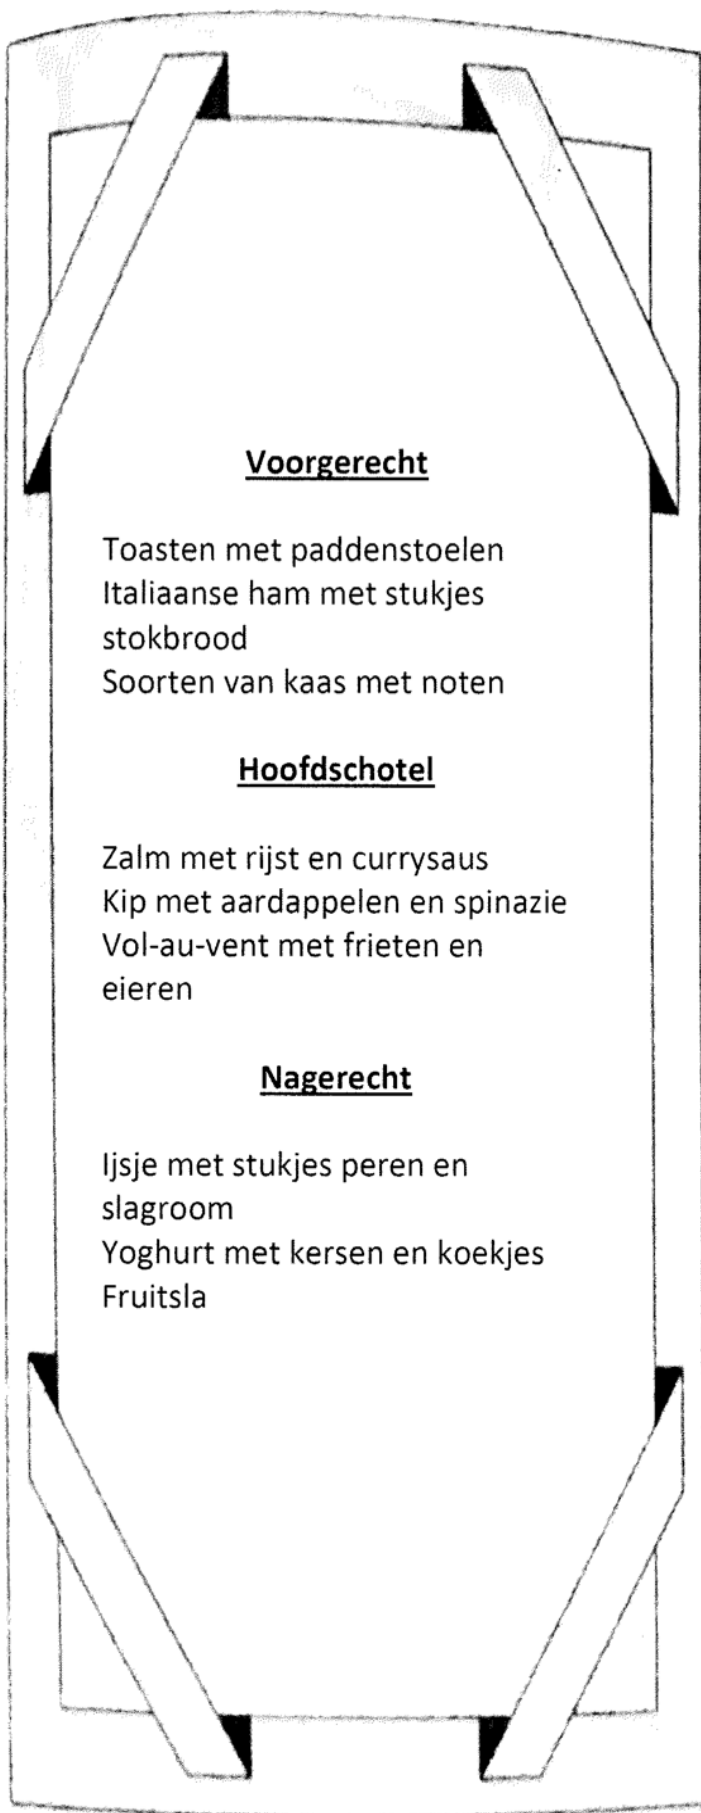 Voorgerecht
Toasten met paddenstoelen
Italiaanse ham met stukjes
stokbrood
Soorten van kaas met noten
Hoofdschotel
Zalm met rijst en currysaus
Kip met aardappelen en spinazie
Vol-au-vent met frieten en
eieren
Nagerecht
Ijsje met stukjes peren en
slagroom
Yoghurt met kersen en koekjes
Fruitsla